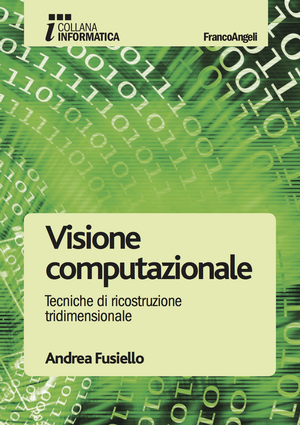 COLLANA
INFORMATICA
FrancoAngeli
Visione
computazionale
Tecniche di ricostruzione
tridimensionale
Andrea Fusiello